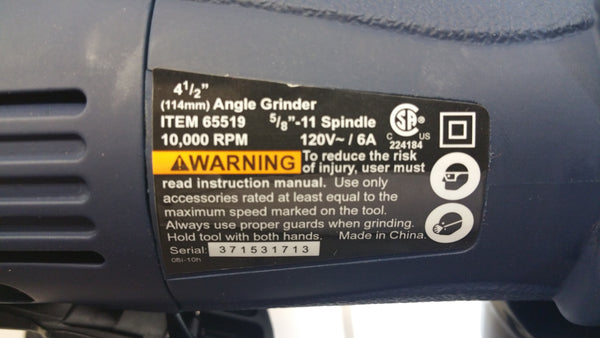 4 1/2"
(114mm) Angle Grinder
ITEM 65519 5/8"-11 Spindle
10,000 RPM 120V~ / 6A
CSA®
C US
224184
WARNING To reduce the risk
of injury, user must
read instruction manual. Use only
accessories rated at least equal to the
maximum speed marked on the tool.
Always use proper guards when grinding.
Hold tool with both hands. Made in China.
Serial: 371531713
05i-10h